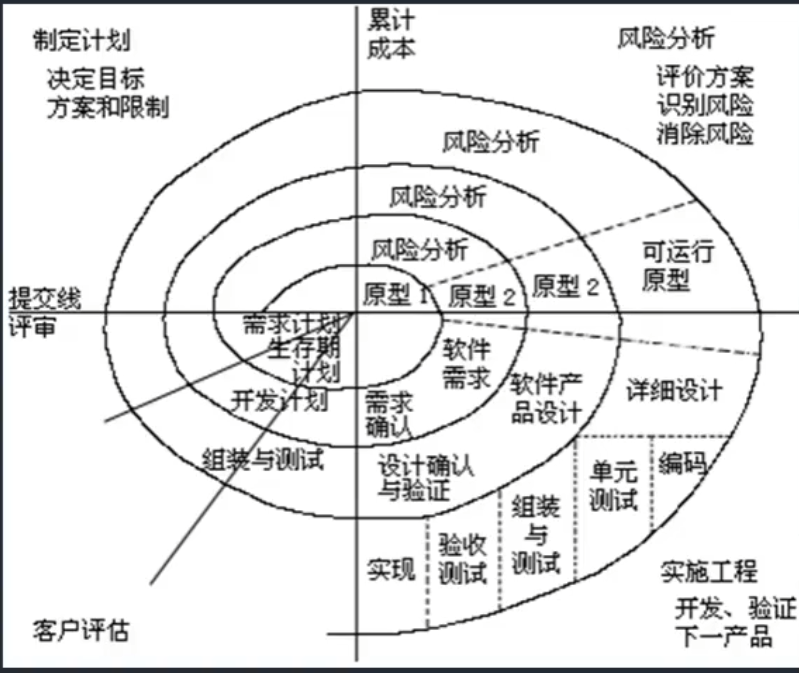 制定计划
决定目标
方案和限制
累计
成本
风险分析
评价方案
识别风险
消除风险
风险分析
风险分析
风险分析
可运行
原型
原型 1
原型 2
原型 2
提交线
评审
需求计划
生存期
计划
软件
需求
开发计划
需求
确认
软件产
品设计
详细设计
组装与测试
设计确认
与验证
单元
测试
编码
组装
与
测试
验收
测试
实现
实施工程
开发、验证
下一产品
客户评估